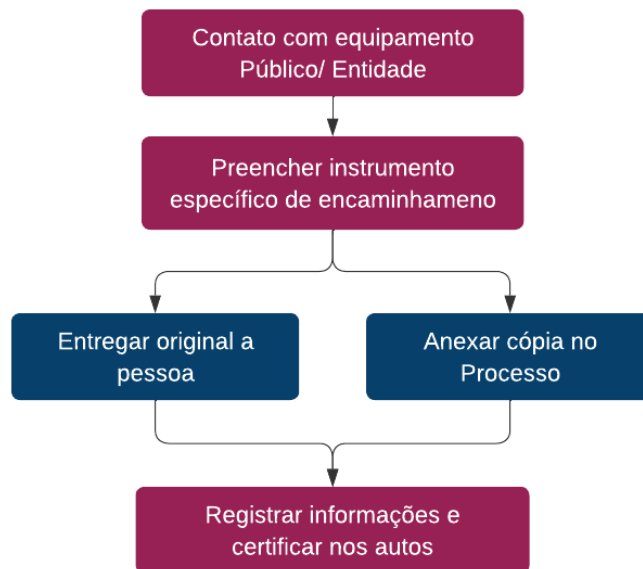 Contato com equipamento
Público/ Entidade
Preencher instrumento
específico de encaminhameno
Entregar original a
pessoa
Anexar cópia no
Processo
Registrar informações e
certificar nos autos